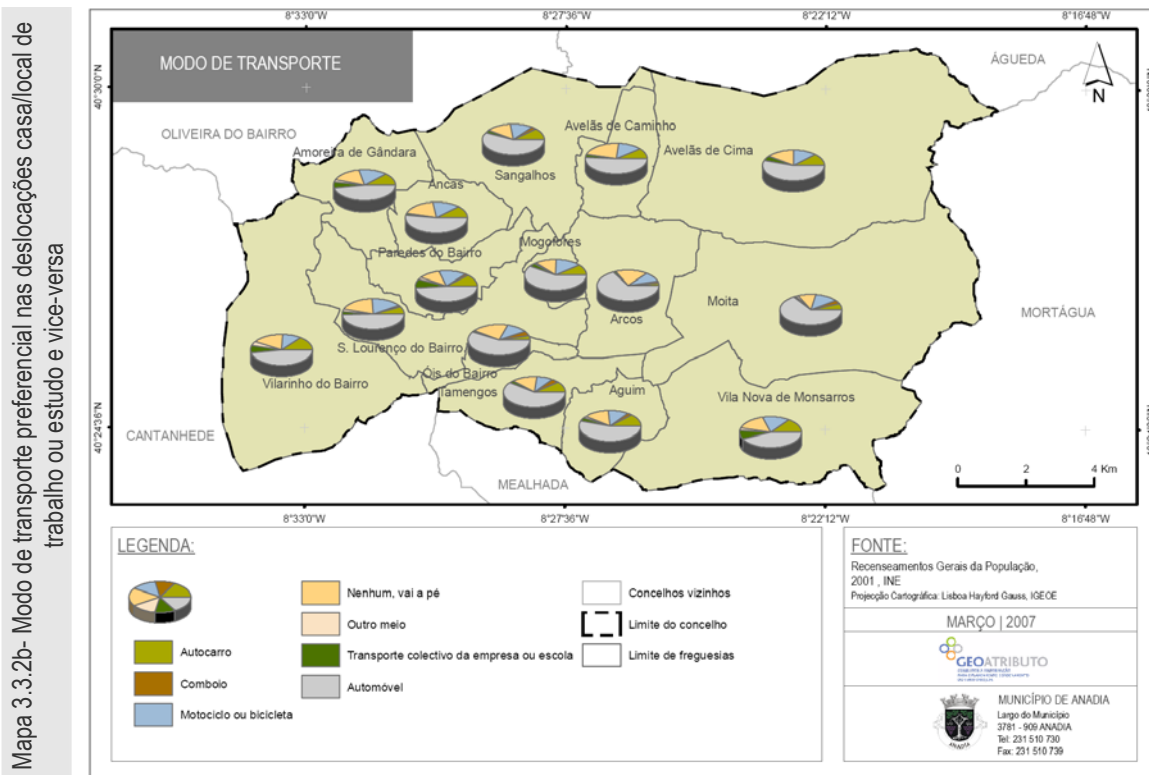 Mapa 3.3.2b- Modo de transporte preferencial nas deslocações casa/local de
trabalho ou estudo e vice-versa
8°33'0"W
8°27'36"W
8°22'12"W
8°16'48"W
MODO DE TRANSPORTE
ÁGUEDA
N
40°30'0"N
OLIVEIRA DO BAIRRO
Avelãs de Caminho
Amoreira de Gândara
Avelãs de Cima
Sangalhos
Ancas
Mogofores
Paredes do Bairro
Moita
MORTÁGUA
Arcos
S. Lourenço do Bairro
Óis do Bairro
Vilarinho do Bairro
Tamengos
Aguim
Vila Nova de Monsarros
40°24'36"N
CANTANHEDE
MEALHADA
0 2 4 Km
8°33'0"W
8°27'36"W
8°22'12"W
8°16'48"W
LEGENDA:
Autocarro
Comboio
Motociclo ou bicicleta
Nenhum, vai a pé
Outro meio
Transporte colectivo da empresa ou escola
Automóvel
Concelhos vizinhos
Limite do concelho
Limite de freguesias
FONTE:
Recenseamentos Gerais da População,
2001 , INE
Projecção Cartográfica: Lisboa Hayford Gauss, IGEOE
MARÇO | 2007
GEOATRIBUTO
MUNICÍPIO DE ANADIA
Largo do Município
3781 - 909 ANADIA
Tel: 231 510 730
Fax: 231 510 739
ANADIA